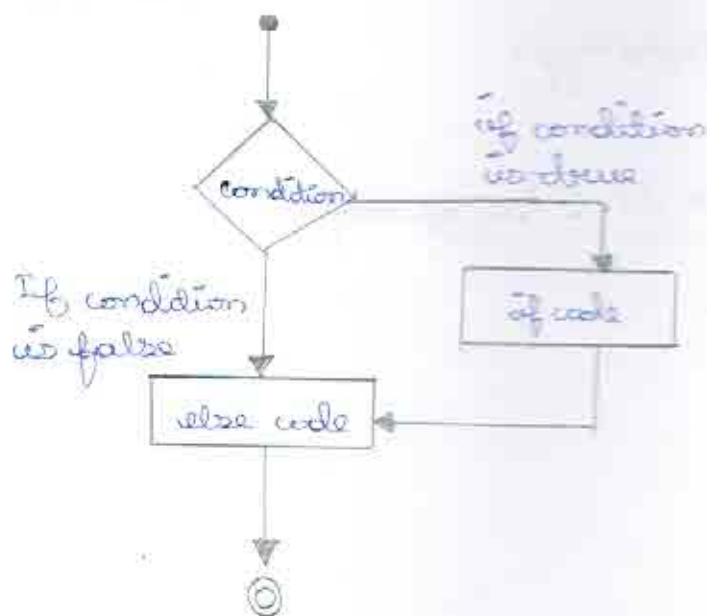 if condition
is true
condition
If condition
is false
if code
else code